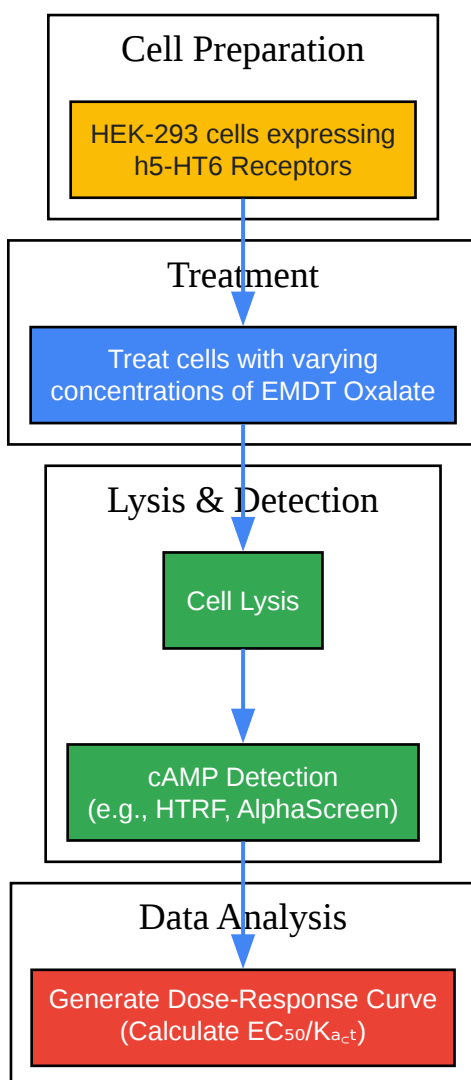 Cell Preparation
HEK-293 cells expressing
h5-HT6 Receptors
Treatment
Treat cells with varying
concentrations of EMDT Oxalate
Lysis & Detection
Cell Lysis
cAMP Detection
(e.g., HTRF, AlphaScreen)
Data Analysis
Generate Dose-Response Curve
(Calculate EC₅₀/Kₐ꜀ₜ)